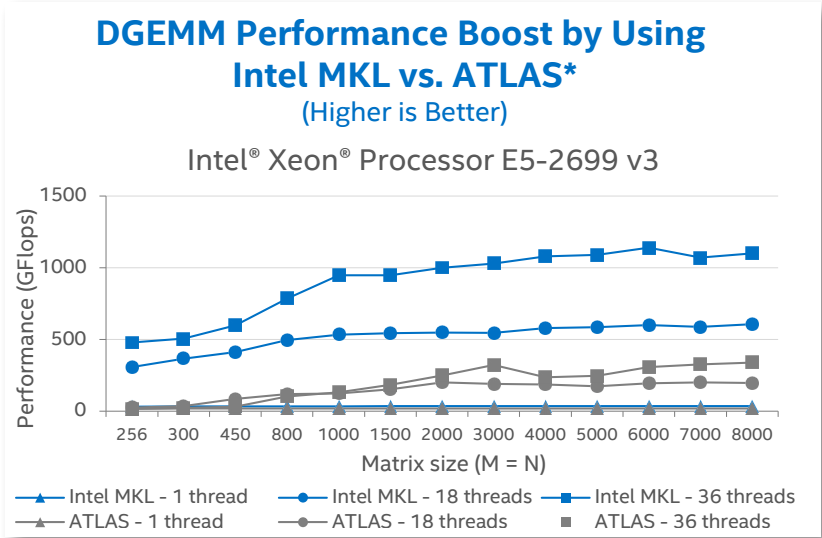 DGEMM Performance Boost by Using
Intel MKL vs. ATLAS*
(Higher is Better)
Intel® Xeon® Processor E5-2699 v3
Performance (GFlops)
1500
1000
500
0
256 300 450 800 1000 1500 2000 3000 4000 5000 6000 7000 8000
Matrix size (M = N)
Intel MKL - 1 thread Intel MKL - 18 threads Intel MKL - 36 threads
ATLAS - 1 thread ATLAS - 18 threads ATLAS - 36 threads